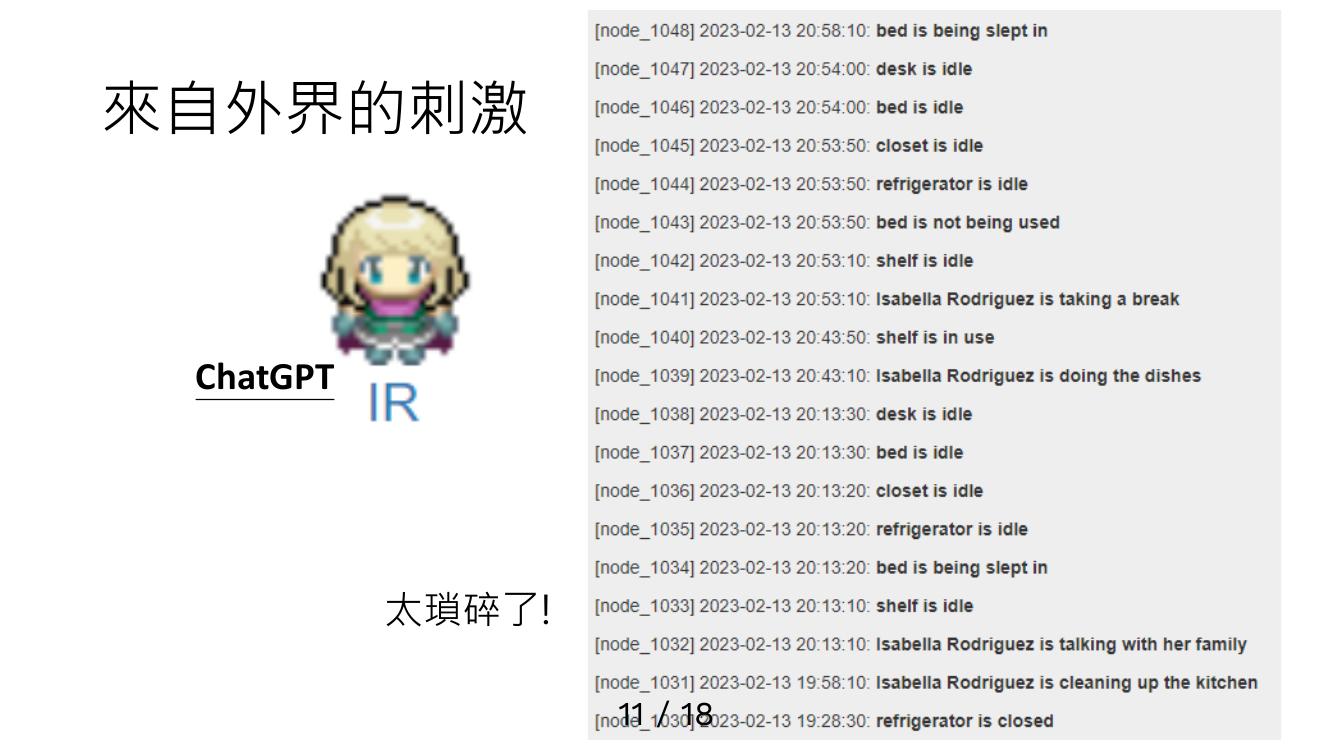 來自外界的刺激
ChatGPT
IR
太瑣碎了!
[node_1048] 2023-02-13 20:58:10: bed is being slept in
[node_1047] 2023-02-13 20:54:00: desk is idle
[node_1046] 2023-02-13 20:54:00: bed is idle
[node_1045] 2023-02-13 20:53:50: closet is idle
[node_1044] 2023-02-13 20:53:50: refrigerator is idle
[node_1043] 2023-02-13 20:53:50: bed is not being used
[node_1042] 2023-02-13 20:53:10: shelf is idle
[node_1041] 2023-02-13 20:53:10: Isabella Rodriguez is taking a break
[node_1040] 2023-02-13 20:43:50: shelf is in use
[node_1039] 2023-02-13 20:43:10: Isabella Rodriguez is doing the dishes
[node_1038] 2023-02-13 20:13:30: desk is idle
[node_1037] 2023-02-13 20:13:30: bed is idle
[node_1036] 2023-02-13 20:13:20: closet is idle
[node_1035] 2023-02-13 20:13:20: refrigerator is idle
[node_1034] 2023-02-13 20:13:20: bed is being slept in
[node_1033] 2023-02-13 20:13:10: shelf is idle
[node_1032] 2023-02-13 20:13:10: Isabella Rodriguez is talking with her family
[node_1031] 2023-02-13 19:58:10: Isabella Rodriguez is cleaning up the kitchen
[node_1030] 2023-02-13 19:28:30: refrigerator is closed
11 / 18